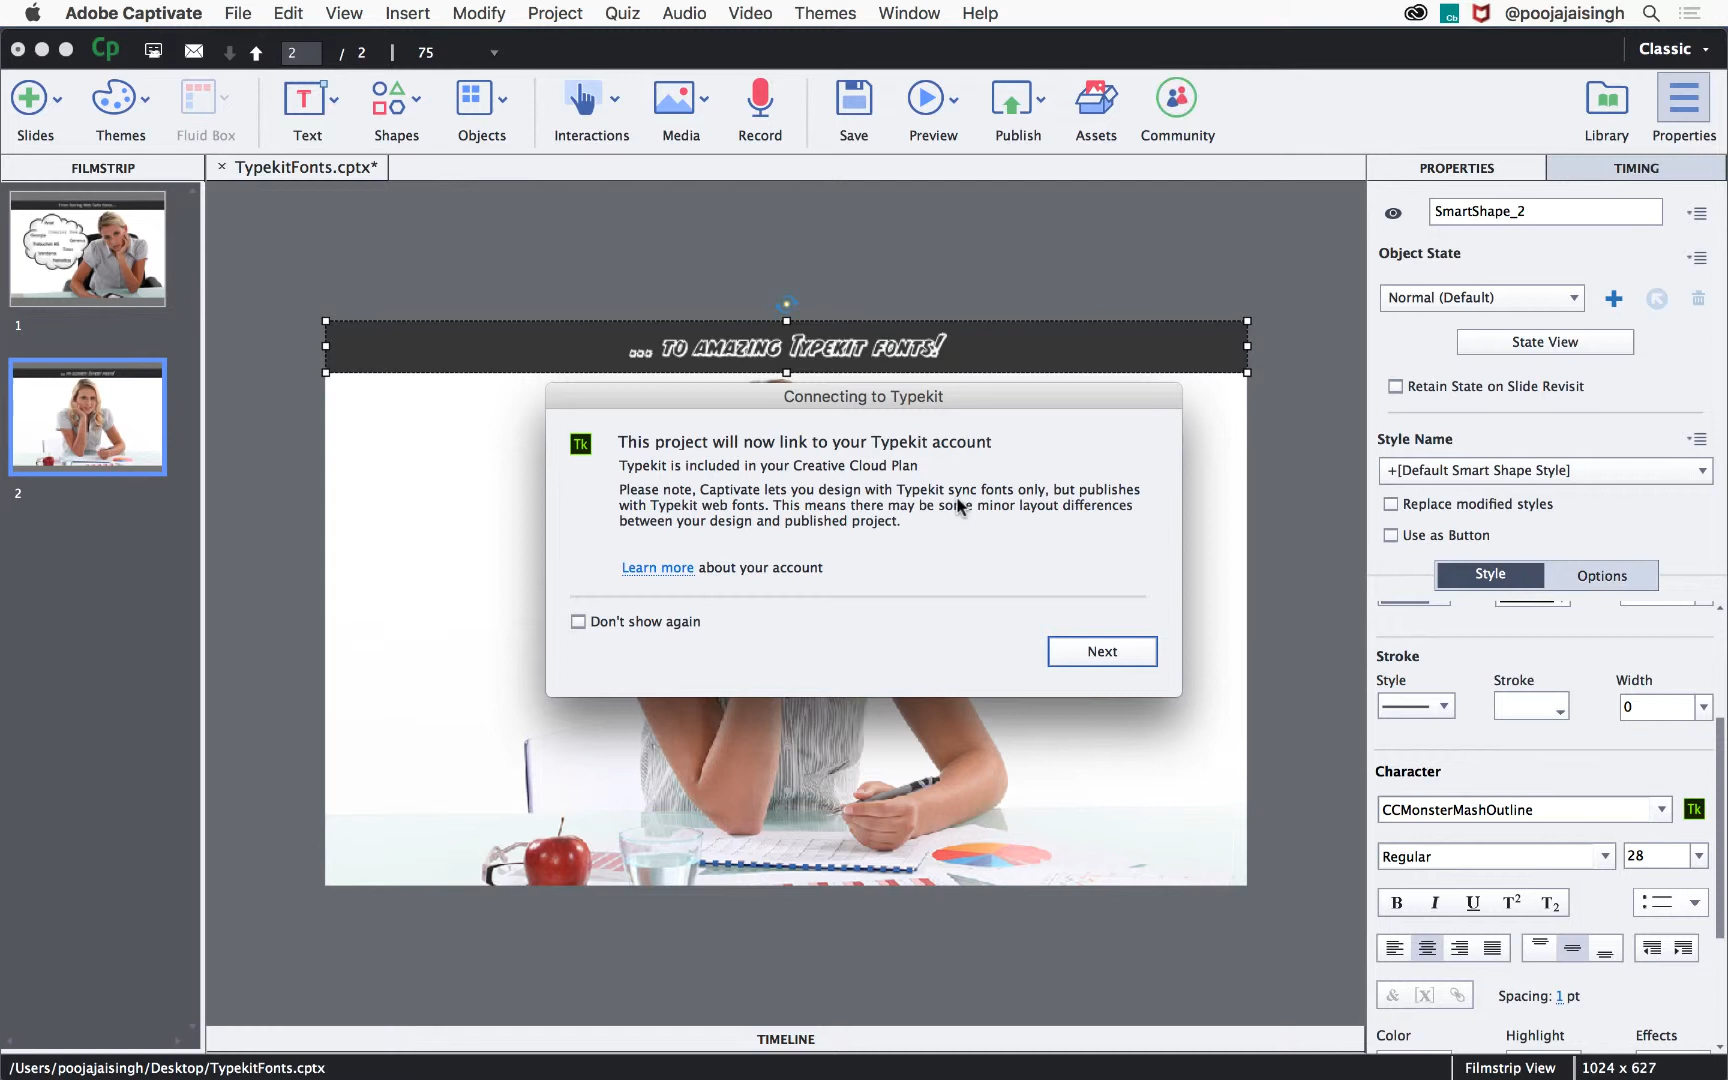 Adobe Captivate File Edit View Insert Modify Project Quiz Audio Video Themes Window Help
Cb @poojajaisingh
Cp 2 / 2 | 75 Classic
Slides Themes Fluid Box Text Shapes Objects Interactions Media Record Save Preview Publish Assets Community Library Properties
FILMSTRIP × TypekitFonts.cptx* PROPERTIES TIMING
1
2
... TO AMAZING TYPEKIT FONTS!
Connecting to Typekit
Tk This project will now link to your Typekit account
Typekit is included in your Creative Cloud Plan
Please note, Captivate lets you design with Typekit sync fonts only, but publishes
with Typekit web fonts. This means there may be some minor layout differences
between your design and published project.
Learn more about your account
Don't show again
Next
SmartShape_2
Object State
Normal (Default)
State View
Retain State on Slide Revisit
Style Name
+[Default Smart Shape Style]
Replace modified styles
Use as Button
Style Options
Stroke
Style Stroke Width
0
Character
CCMonsterMashOutline Tk
Regular 28
B I U T² T₂
& [X]
Spacing: 1 pt
Color Highlight Effects
TIMELINE
/Users/poojajaisingh/Desktop/TypekitFonts.cptx Filmstrip View 1024 x 627